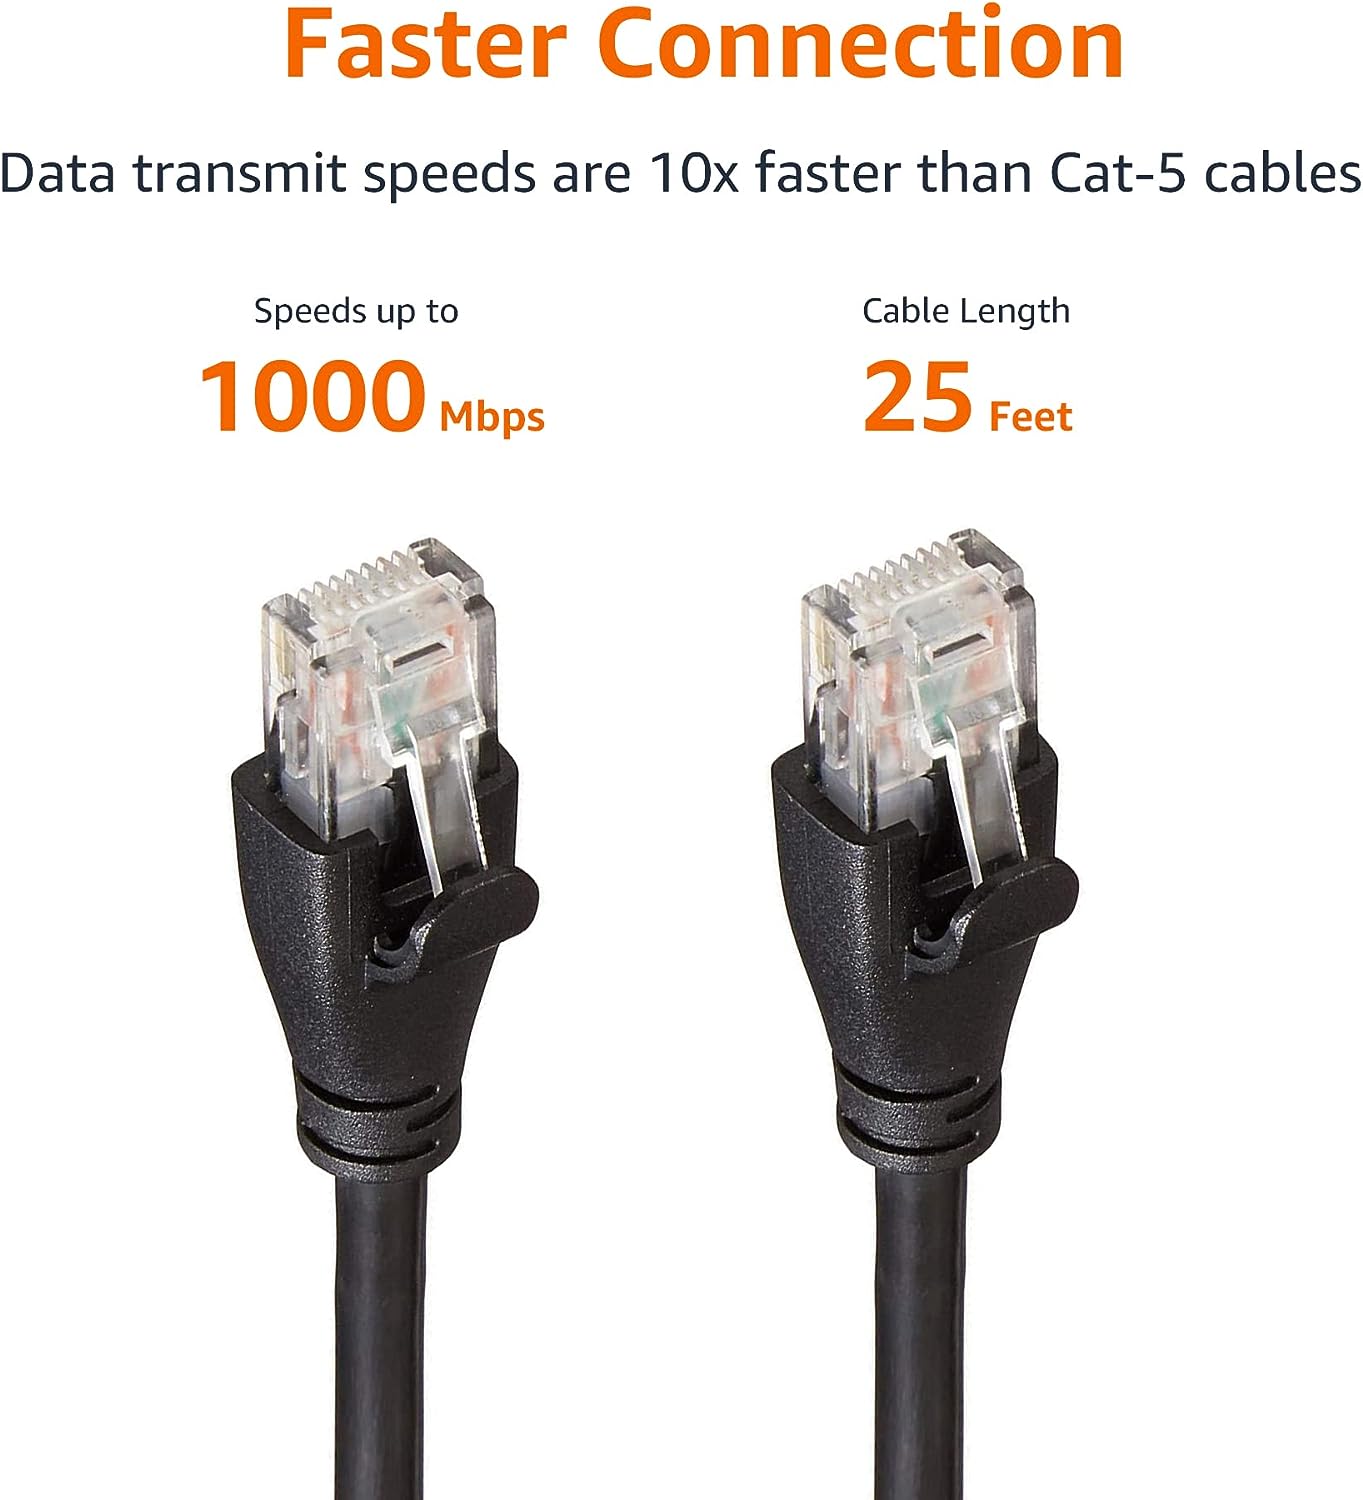 Faster Connection
Data transmit speeds are 10x faster than Cat-5 cables
Speeds up to
1000 Mbps
Cable Length
25 Feet